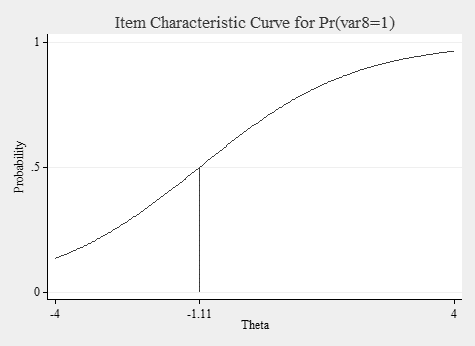 Item Characteristic Curve for Pr(var8=1)
1
.5
0
Probability
-4
-1.11
4
Theta